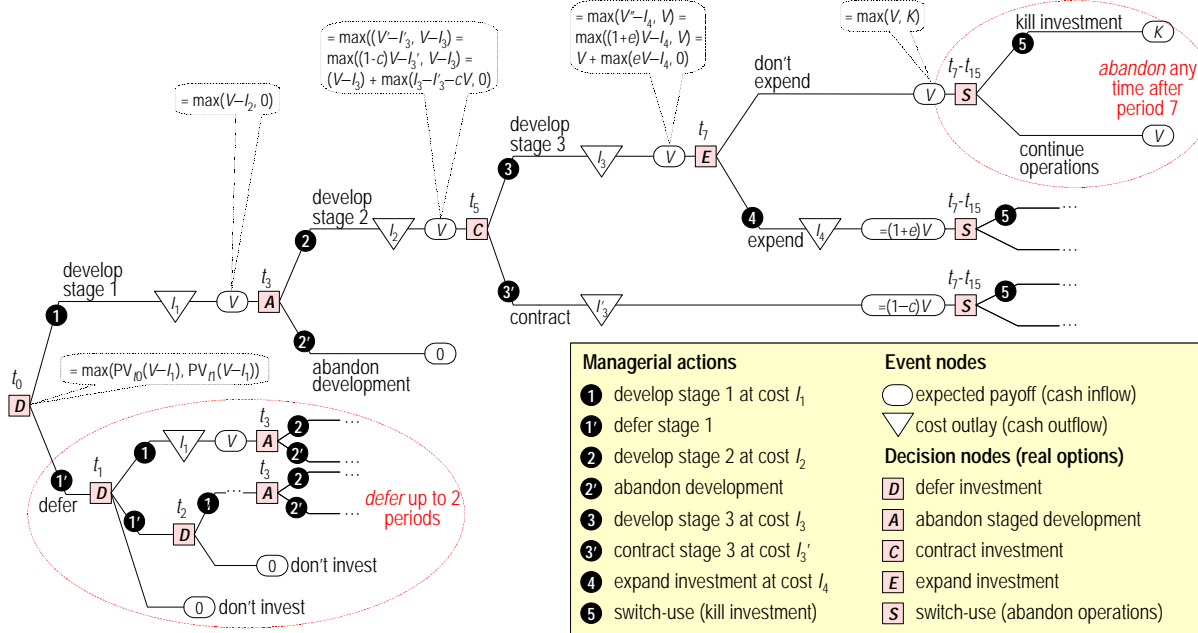 = max(V–I2, 0)
= max((V'–I'3, V–I3) =
max((1-c)V–I3', V–I3) =
(V–I3) + max(I3–I'3–cV, 0)
= max(V"–I4, V) =
max((1+e)V–I4, V) =
V + max(eV–I4, 0)
= max(V, K)
t7-t15
kill investment
5
K
V
S
abandon any
time after
period 7
V
continue
operations
don't
expend
t7
E
4
expend
I4
=(1+e)V
t7-t15
S
5
...
...
develop
stage 3
3
I3
V
t5
C
3'
contract
I'3
=(1–c)V
t7-t15
S
5
...
...
develop
stage 2
2
I2
V
t3
A
2'
abandon
development
0
develop
stage 1
1
I1
V
t0
D
= max(PVt0(V–I1), PVt1(V–I1))
1'
defer
t1
D
1
I1
V
t3
A
2
...
2'
...
1'
t2
D
1
...
t3
A
2
...
2'
...
defer up to 2
periods
0
don't invest
0
don't invest
Managerial actions
1 develop stage 1 at cost I1
1' defer stage 1
2 develop stage 2 at cost I2
2' abandon development
3 develop stage 3 at cost I3
3' contract stage 3 at cost I3'
4 expand investment at cost I4
5 switch-use (kill investment)
Event nodes
expected payoff (cash inflow)
cost outlay (cash outflow)
Decision nodes (real options)
D defer investment
A abandon staged development
C contract investment
E expand investment
S switch-use (abandon operations)